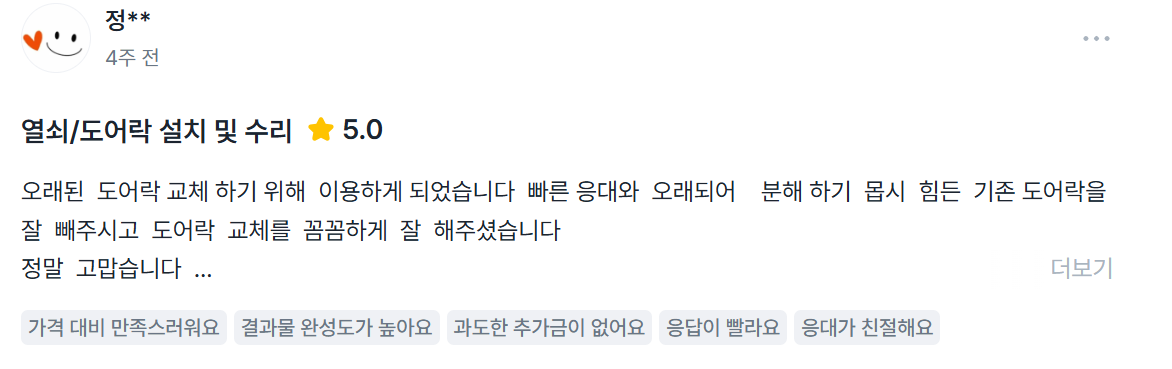 정**
4주 전
열쇠/도어락 설치 및 수리 ★ 5.0
오래된 도어락 교체 하기 위해 이용하게 되었습니다 빠른 응대와 오래되어 분해 하기 몹시 힘든 기존 도어락을
잘 빼주시고 도어락 교체를 꼼꼼하게 잘 해주셨습니다
정말 고맙습니다 ... 더보기
가격 대비 만족스러워요 결과물 완성도가 높아요 과도한 추가금이 없어요 응답이 빨라요 응대가 친절해요